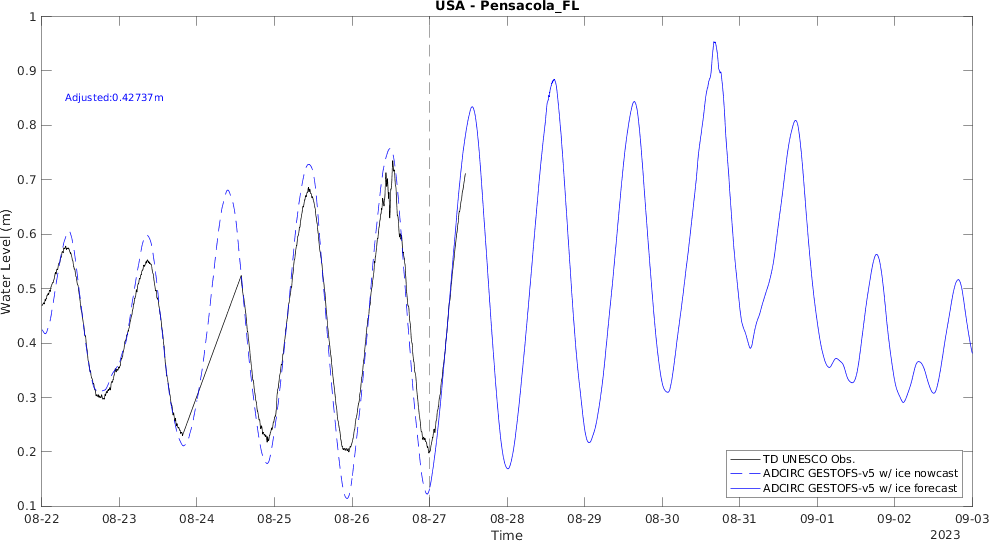 USA - Pensacola_FL
1
0.9
Adjusted:0.42737m
0.8
0.7
0.6
0.5
0.4
0.3
0.2
0.1
Water Level (m)
TD UNESCO Obs.
ADCIRC GESTOFS-v5 w/ ice nowcast
ADCIRC GESTOFS-v5 w/ ice forecast
08-22 08-23 08-24 08-25 08-26 08-27 08-28 08-29 08-30 08-31 09-01 09-02 09-03
Time
2023